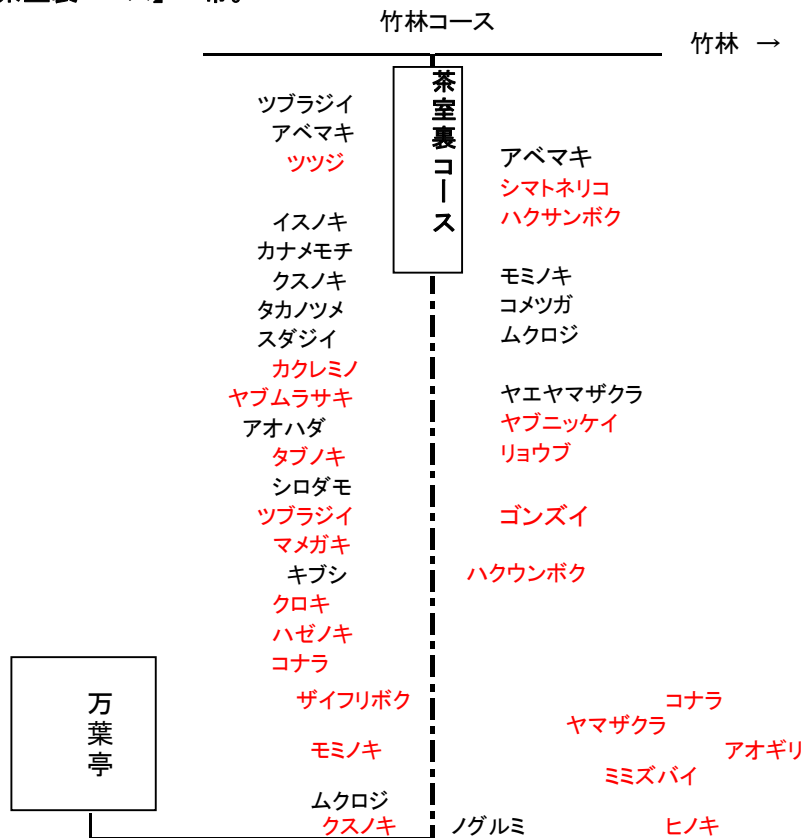 竹林コース
竹林 →
茶室裏コース
ツブラジイ
アベマキ
ツツジ
イスノキ
カナメモチ
クスノキ
タカノツメ
スダジイ
カクレミノ
ヤブムラサキ
アオハダ
タブノキ
シロダモ
ツブラジイ
マメガキ
キブシ
クロキ
ハゼノキ
コナラ
ザイフリボク
モミノキ
ムクロジ
クスノキ
アベマキ
シマトネリコ
ハクサンボク
モミノキ
コメツガ
ムクロジ
ヤエヤマザクラ
ヤブニッケイ
リョウブ
ゴンズイ
ハクウンボク
コナラ
ヤマザクラ
アオギリ
ミミズバイ
ノグルミ
ヒノキ
万葉亭